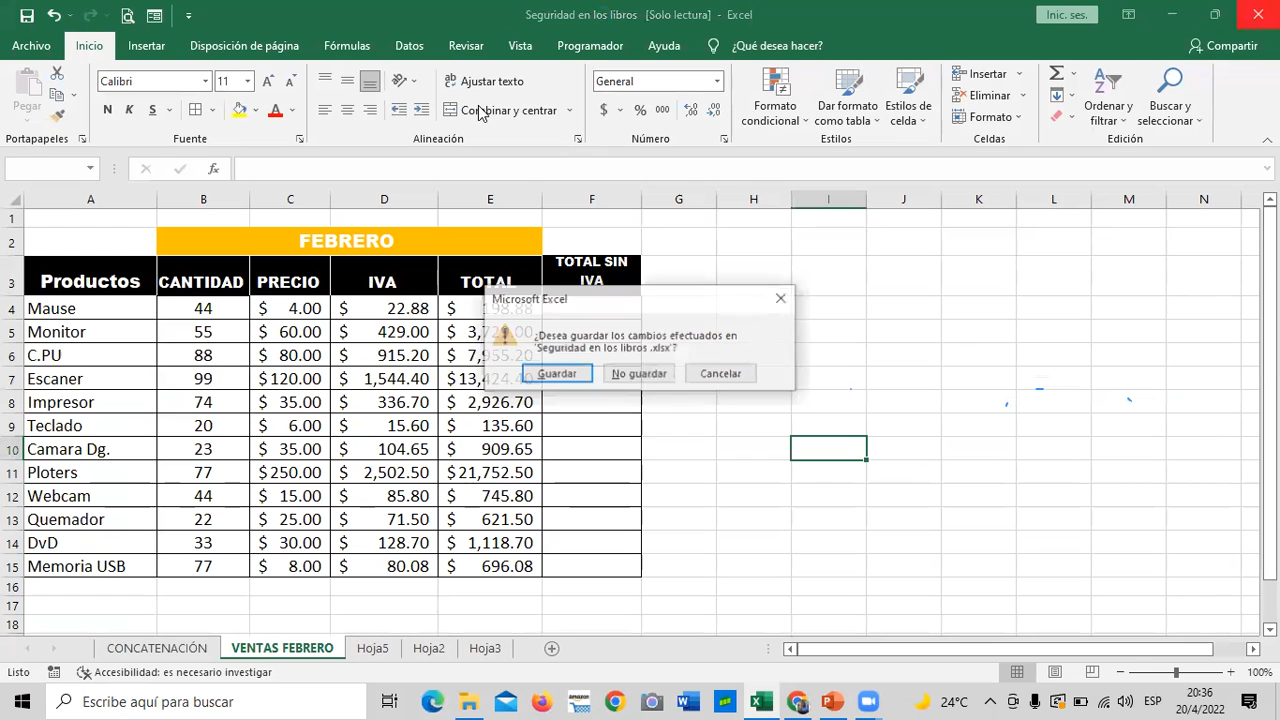 Seguridad en los libros [Solo lectura] - Excel
Inic. ses.
Archivo Inicio Insertar Disposición de página Fórmulas Datos Revisar Vista Programador Ayuda ¿Qué desea hacer? Compartir
Pegar
Calibri 11
N K S
Ajustar texto
Combinar y centrar
General
$ % 000
Formato condicional
Dar formato como tabla
Estilos de celda
Insertar
Eliminar
Formato
Ordenar y filtrar
Buscar y seleccionar
Portapapeles Fuente Alineación Número Estilos Celdas Edición
fx
A B C D E F G H I J K L M N
1
2 FEBRERO
3 Productos CANTIDAD PRECIO IVA TOTAL TOTAL SIN IVA
4 Mause 44 $ 4.00 $ 22.88 $ 198.88
5 Monitor 55 $ 60.00 $ 429.00 $
6 C.PU 88 $ 80.00 $ 915.20 $ 7,955.20
7 Escaner 99 $120.00 $ 1,544.40 $13,424.40
8 Impresor 74 $ 35.00 $ 336.70 $ 2,926.70
9 Teclado 20 $ 6.00 $ 15.60 $ 135.60
10 Camara Dg. 23 $ 35.00 $ 104.65 $ 909.65
11 Ploters 77 $250.00 $ 2,502.50 $21,752.50
12 Webcam 44 $ 15.00 $ 85.80 $ 745.80
13 Quemador 22 $ 25.00 $ 71.50 $ 621.50
14 DvD 33 $ 30.00 $ 128.70 $ 1,118.70
15 Memoria USB 77 $ 8.00 $ 80.08 $ 696.08
16
17
18
Microsoft Excel
¿Desea guardar los cambios efectuados en
'Seguridad en los libros .xlsx'?
Guardar No guardar Cancelar
CONCATENACIÓN VENTAS FEBRERO Hoja5 Hoja2 Hoja3
Listo Accesibilidad: es necesario investigar 100%
Escribe aquí para buscar
amazon
24°C
ESP
20:36
20/4/2022